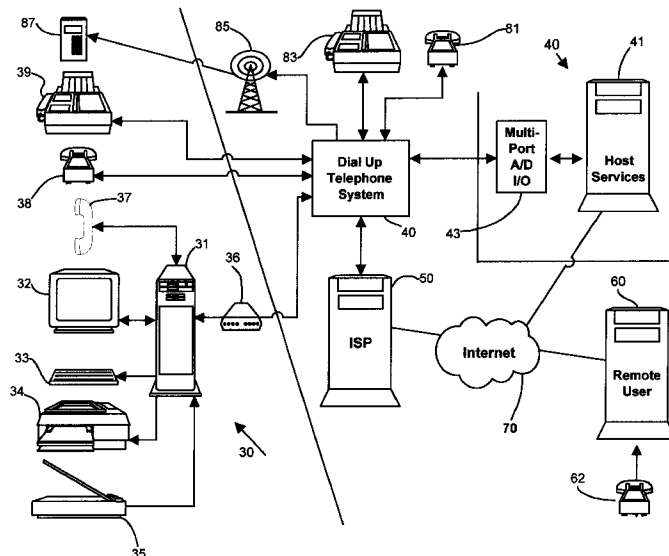 87
85
83
81
40
41
39
Multi-
Port
A/D
I/O
Host
Services
Dial Up
Telephone
System
38
43
37
31
40
32
36
50
60
ISP
Internet
33
Remote
User
34
70
30
62
35